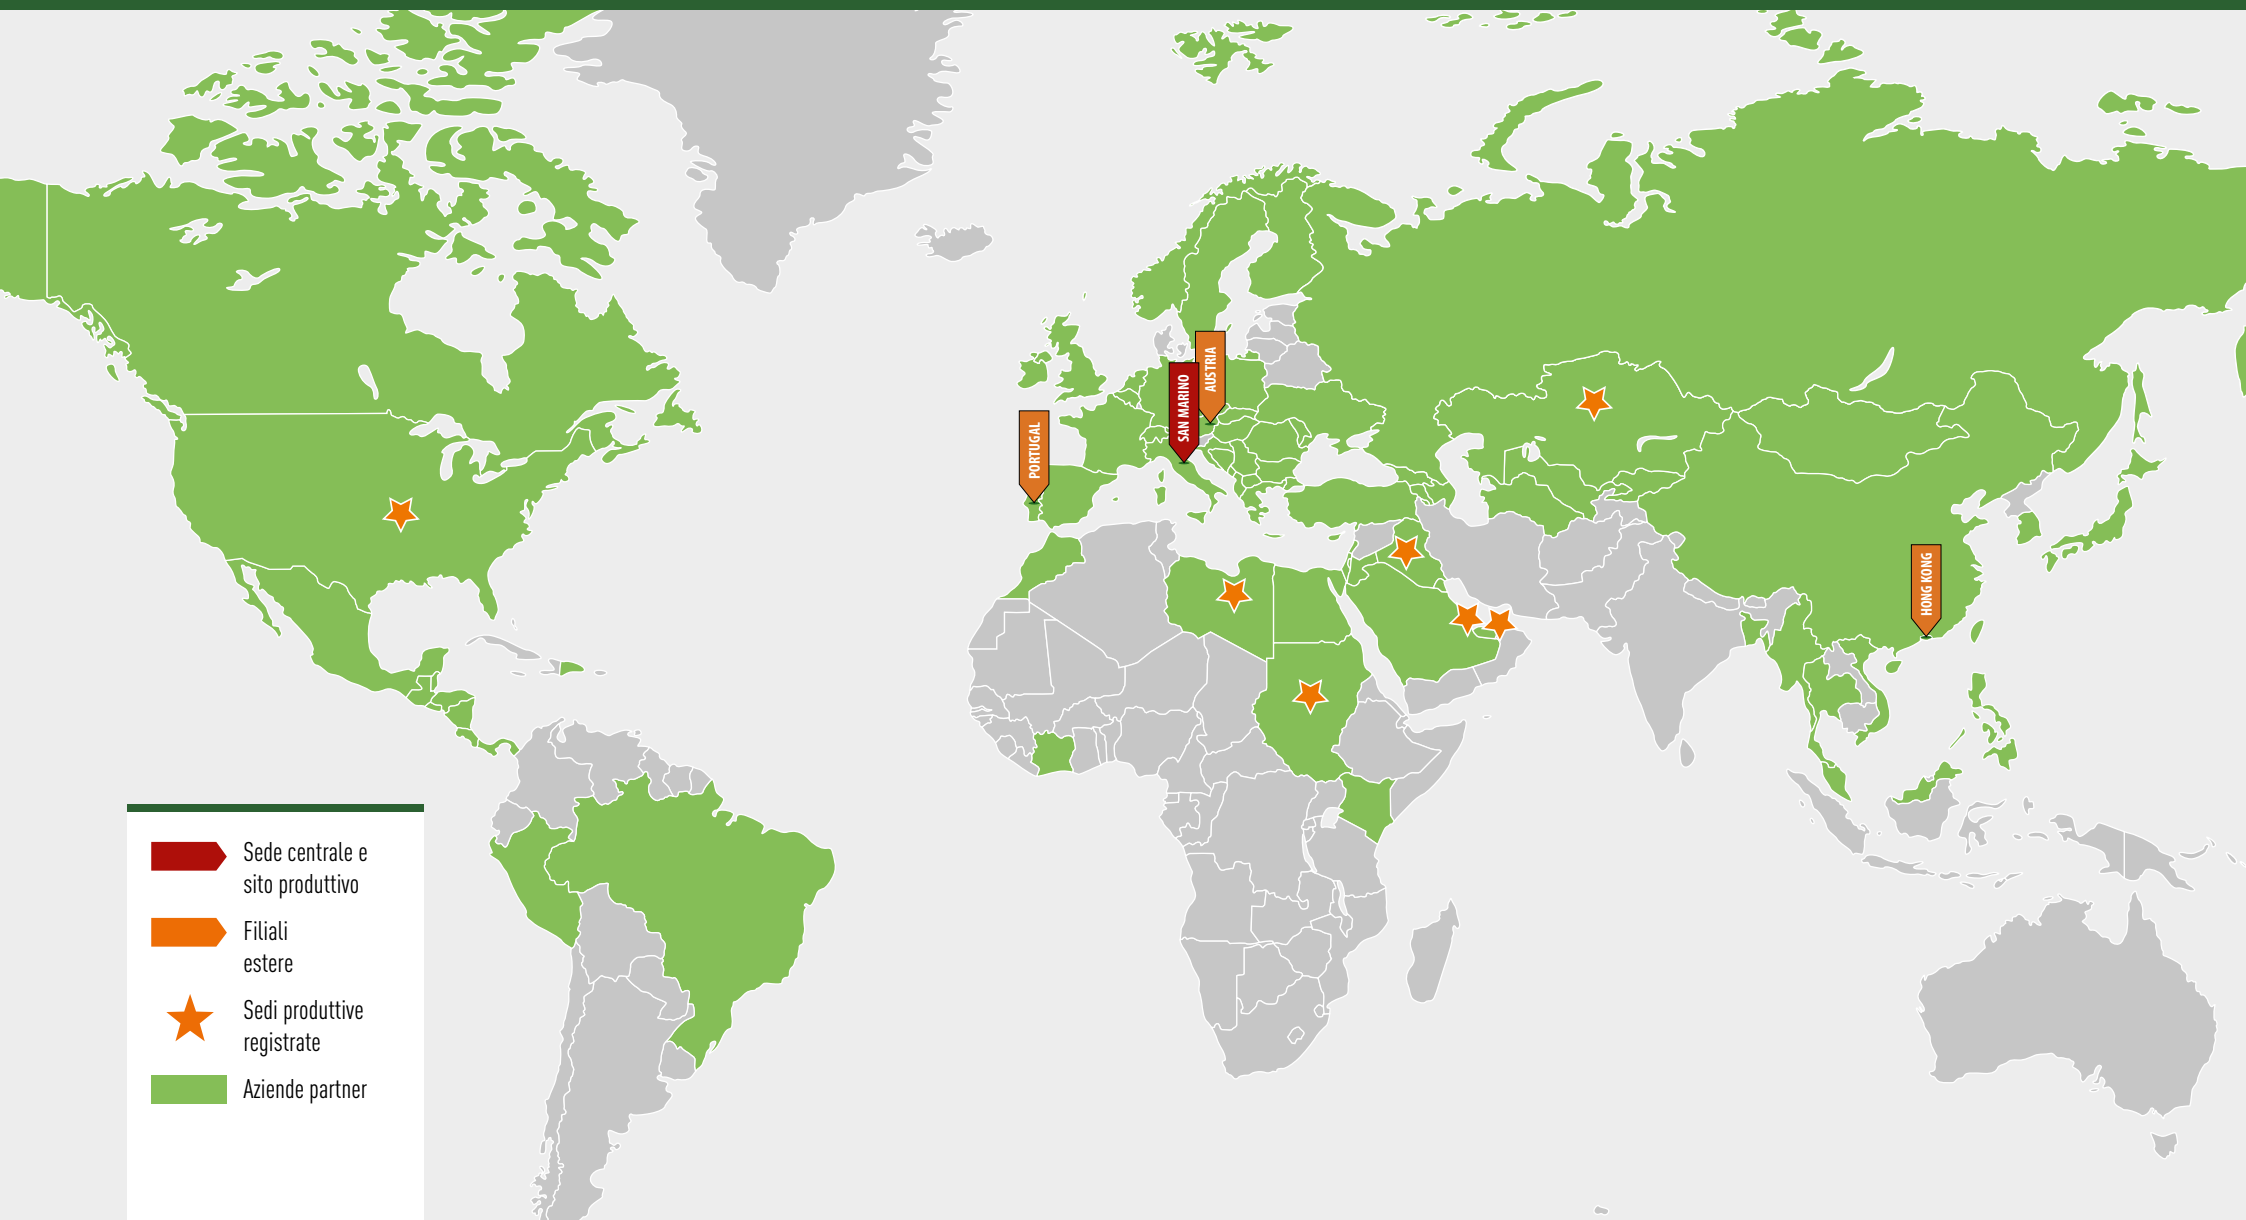 AUSTRIA
SAN MARINO
PORTUGAL
HONG KONG
Sede centrale e
sito produttivo
Filiali
estere
Sedi produttive
registrate
Aziende partner